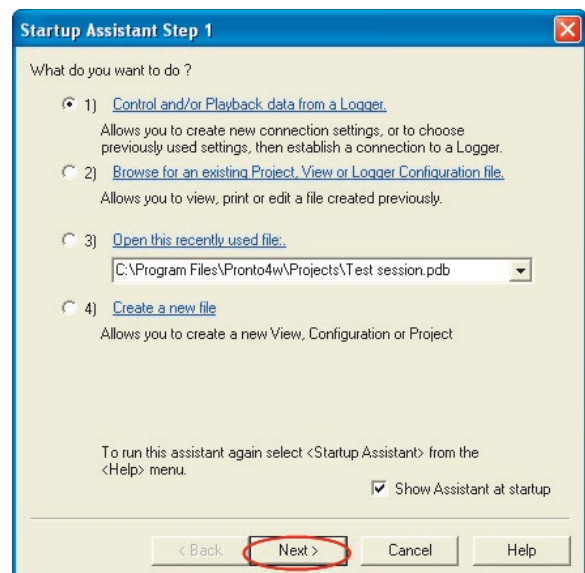 Startup Assistant Step 1
What do you want to do ?
1) Control and/or Playback data from a Logger.
Allows you to create new connection settings, or to choose
previously used settings, then establish a connection to a Logger.
2) Browse for an existing Project, View or Logger Configuration file.
Allows you to view, print or edit a file created previously.
3) Open this recently used file:.
C:\Program Files\Pronto4w\Projects\Test session.pdb
4) Create a new file
Allows you to create a new View, Configuration or Project
To run this assistant again select <Startup Assistant> from the
<Help> menu.
Show Assistant at startup
< Back Next > Cancel Help